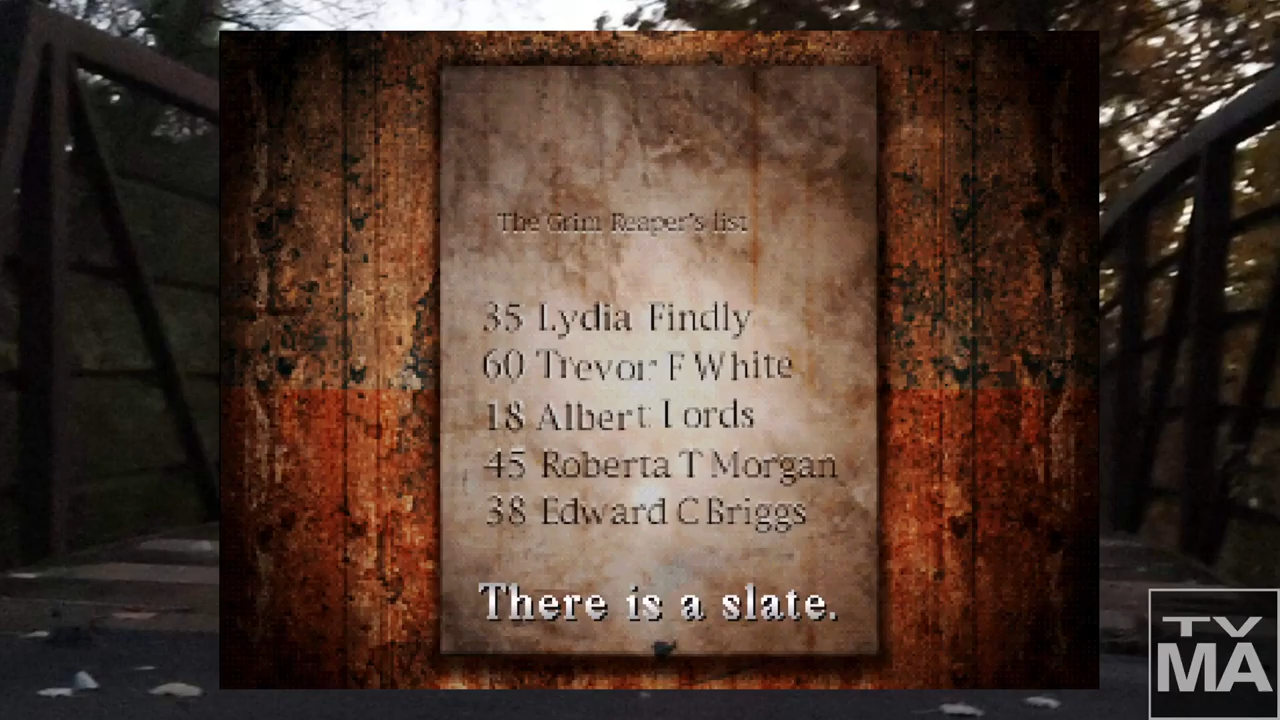 The Grim Reaper's list
35 Lydia Findly
60 Trevor F White
18 Albert Lords
45 Roberta T Morgan
38 Edward C Briggs
There is a slate.
TV
MA